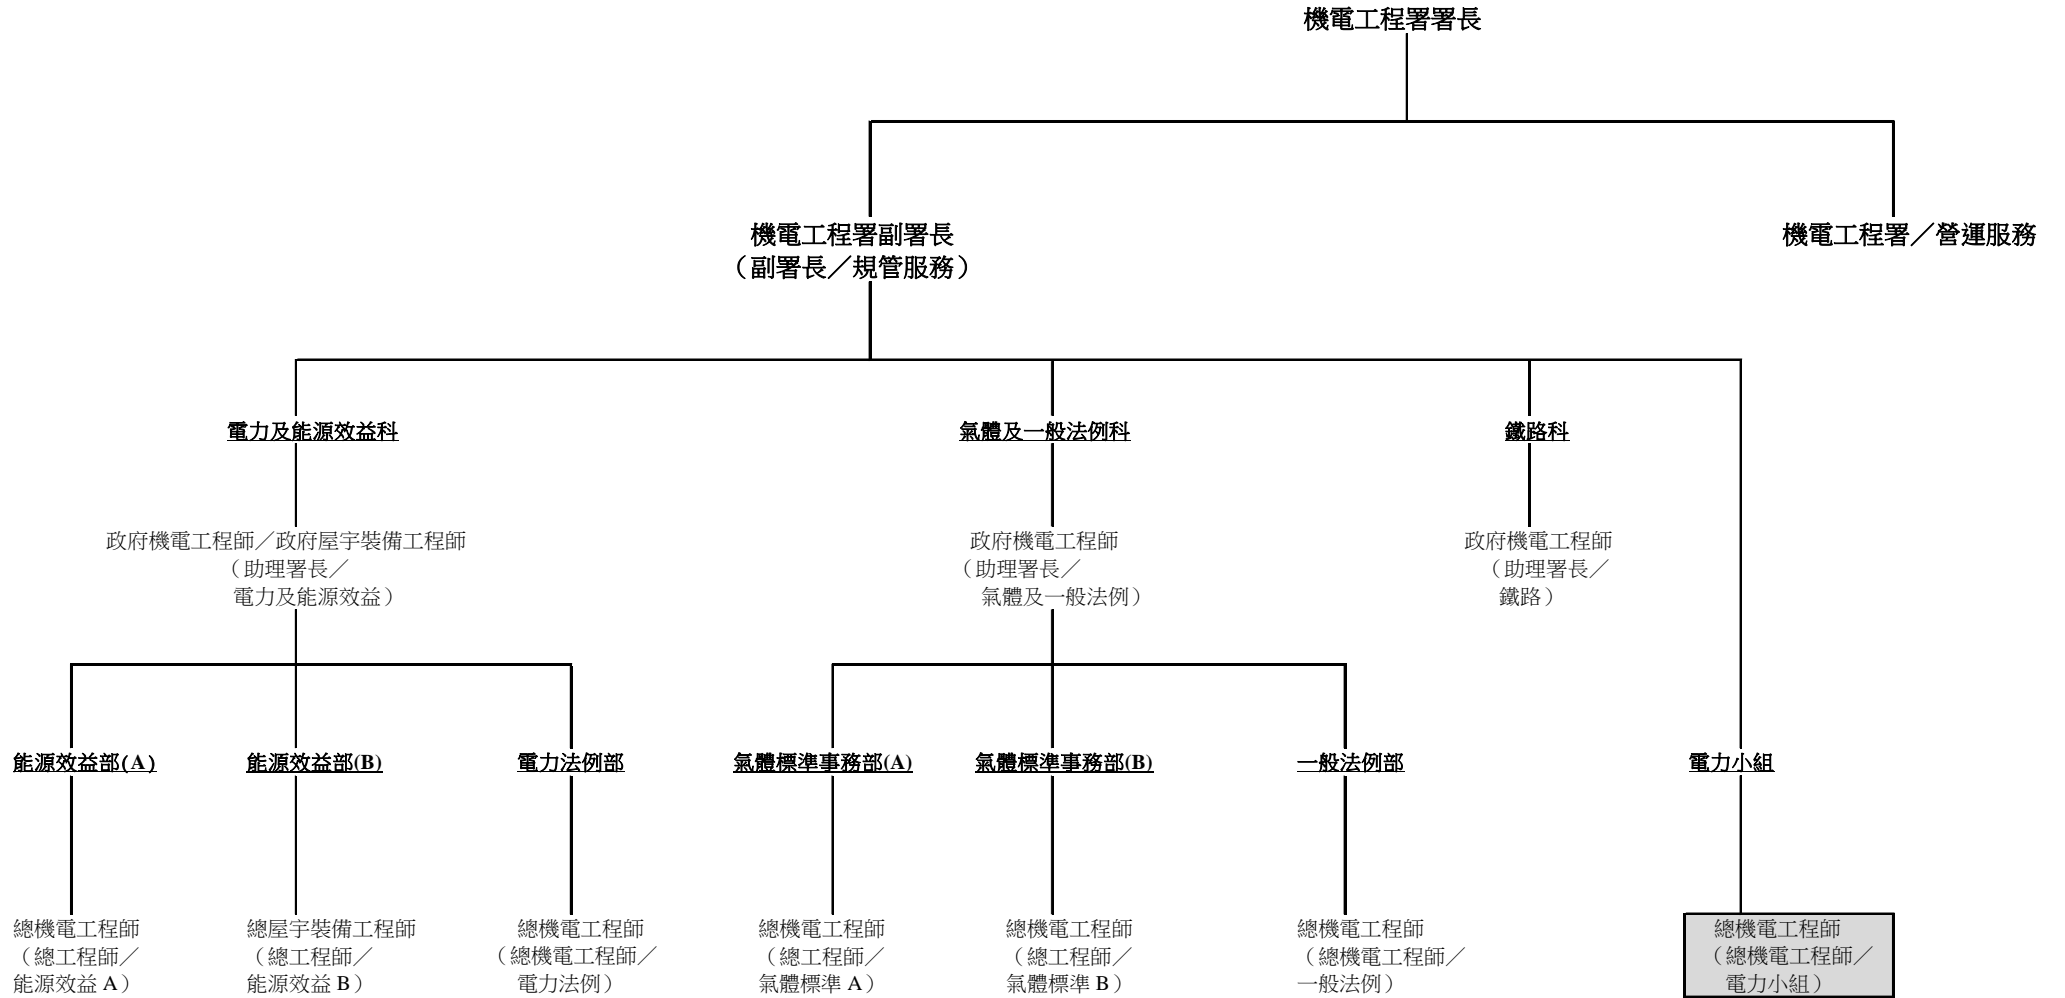 機電工程署署長
機電工程署副署長
（副署長／規管服務）
機電工程署／營運服務
電力及能源效益科
氣體及一般法例科
鐵路科
政府機電工程師／政府屋宇裝備工程師
（助理署長／
電力及能源效益）
政府機電工程師
（助理署長／
氣體及一般法例）
政府機電工程師
（助理署長／
鐵路）
能源效益部(A)
能源效益部(B)
電力法例部
氣體標準事務部(A)
氣體標準事務部(B)
一般法例部
電力小組
總機電工程師
（總工程師／
能源效益 A）
總屋宇裝備工程師
（總工程師／
能源效益 B）
總機電工程師
（總機電工程師／
電力法例）
總機電工程師
（總工程師／
氣體標準 A）
總機電工程師
（總工程師／
氣體標準 B）
總機電工程師
（總機電工程師／
一般法例）
總機電工程師
（總機電工程師／
電力小組）